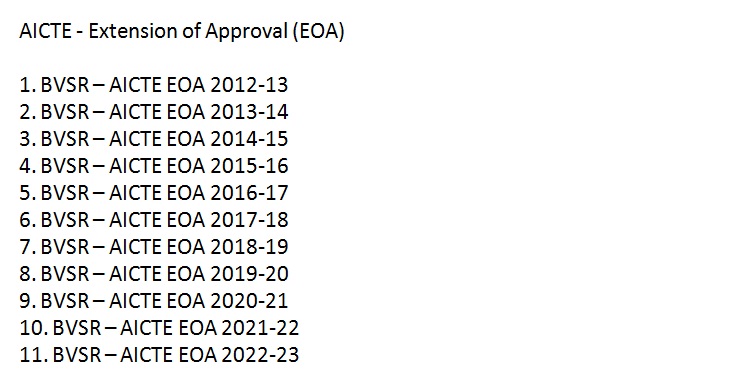 AICTE - Extension of Approval (EOA)
1. BVSR – AICTE EOA 2012-13
2. BVSR – AICTE EOA 2013-14
3. BVSR – AICTE EOA 2014-15
4. BVSR – AICTE EOA 2015-16
5. BVSR – AICTE EOA 2016-17
6. BVSR – AICTE EOA 2017-18
7. BVSR – AICTE EOA 2018-19
8. BVSR – AICTE EOA 2019-20
9. BVSR – AICTE EOA 2020-21
10. BVSR – AICTE EOA 2021-22
11. BVSR – AICTE EOA 2022-23